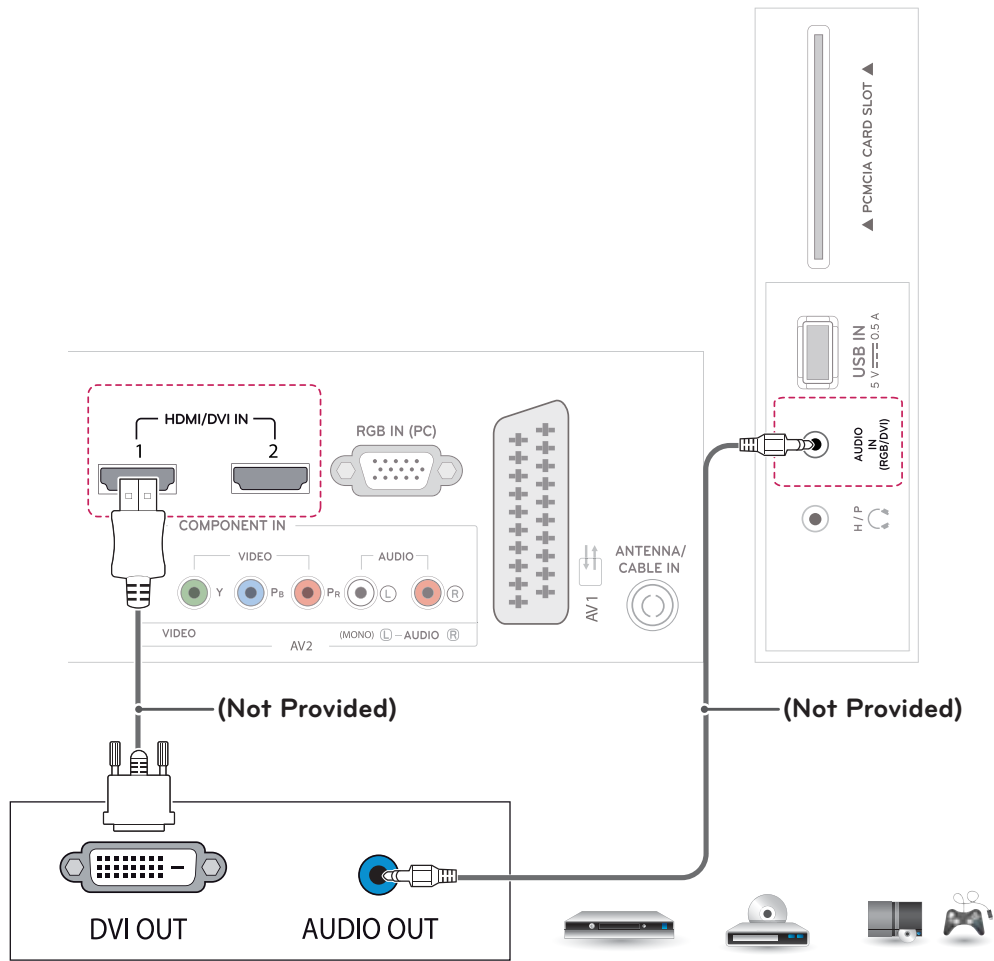 ▲ PCMCIA CARD SLOT ▲
USB IN
5 V 0.5 A
AUDIO
IN
(RGB/DVI)
H / P
HDMI/DVI IN
1
2
RGB IN (PC)
COMPONENT IN
VIDEO
AUDIO
Y
PB
PR
L
R
VIDEO
(MONO) L – AUDIO R
AV2
AV1
ANTENNA/
CABLE IN
(Not Provided)
(Not Provided)
DVI OUT
AUDIO OUT